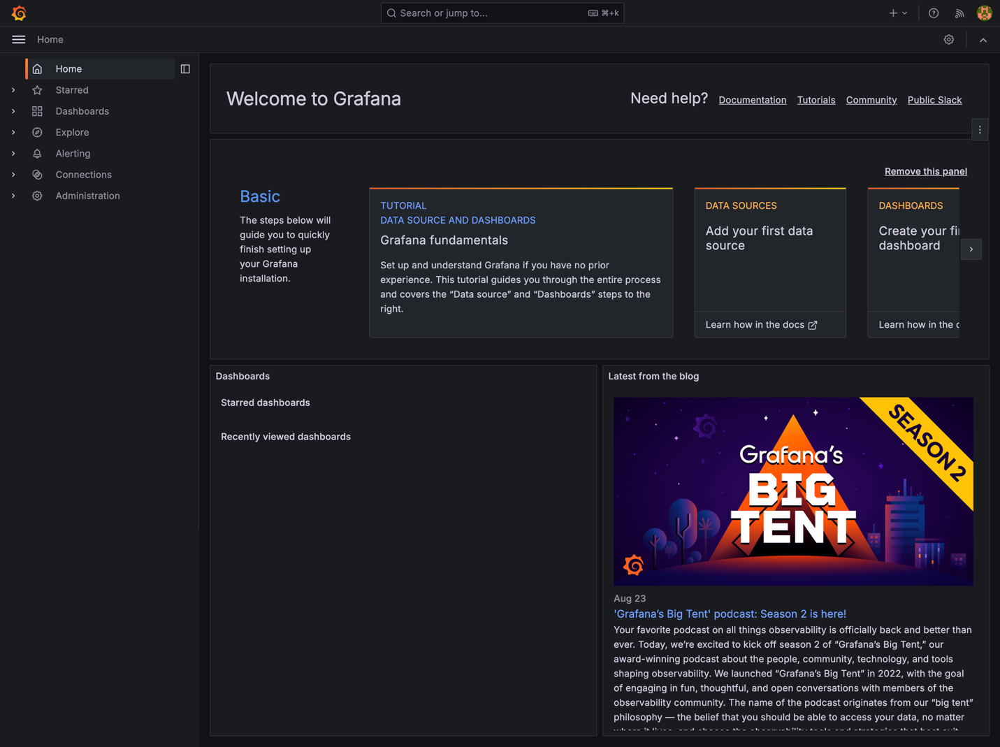 Search or jump to...
⌘+k
Home
Home
Starred
Dashboards
Explore
Alerting
Connections
Administration
Welcome to Grafana
Need help?
Documentation
Tutorials
Community
Public Slack
Remove this panel
Basic
The steps below will
guide you to quickly
finish setting up
your Grafana
installation.
TUTORIAL
DATA SOURCE AND DASHBOARDS
Grafana fundamentals
Set up and understand Grafana if you have no prior
experience. This tutorial guides you through the entire process
and covers the “Data source” and “Dashboards” steps to the
right.
DATA SOURCES
Add your first data
source
Learn how in the docs
DASHBOARDS
Create your
dashboard
Learn how in the
Dashboards
Starred dashboards
Recently viewed dashboards
Latest from the blog
SEASON 2
Grafana’s
BIG
TENT
Aug 23
'Grafana’s Big Tent' podcast: Season 2 is here!
Your favorite podcast on all things observability is officially back and better than
ever. Today, we’re excited to kick off season 2 of “Grafana’s Big Tent,” our
award-winning podcast about the people, community, technology, and tools
shaping observability. We launched “Grafana’s Big Tent” in 2022, with the goal
of engaging in fun, thoughtful, and open conversations with members of the
observability community. The name of the podcast originates from our “big tent”
philosophy — the belief that you should be able to access your data, no matter